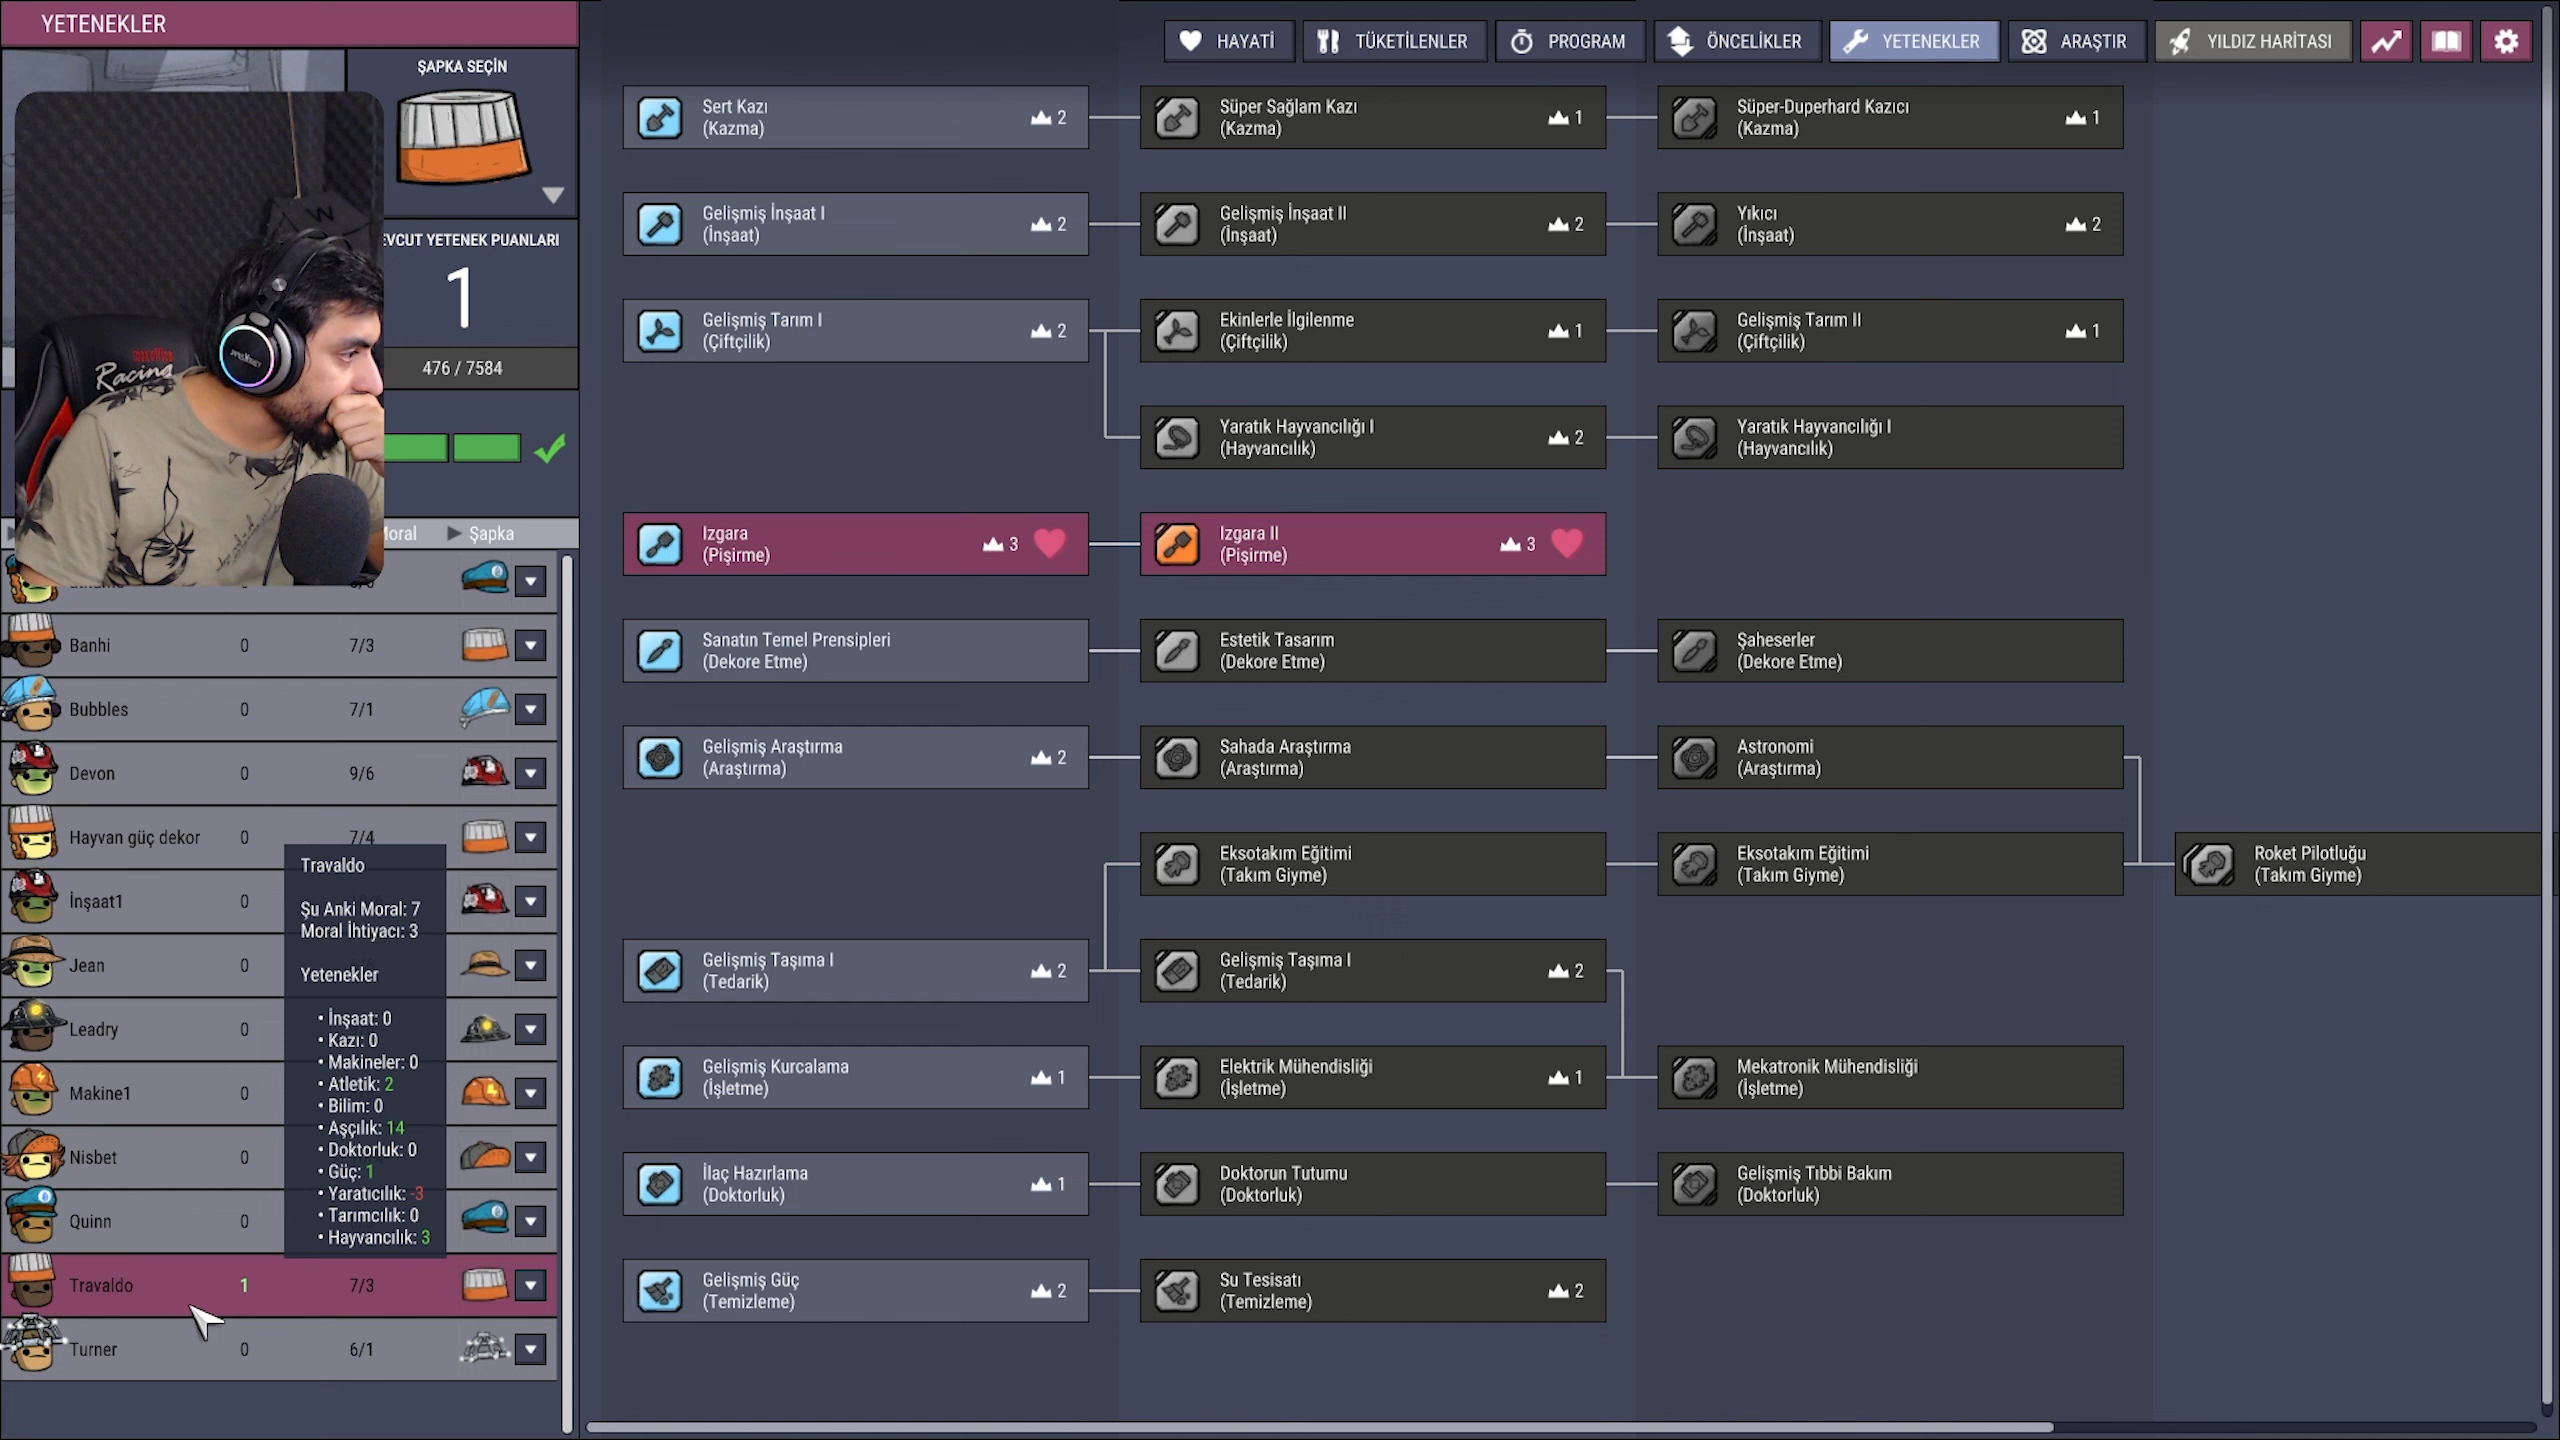 YETENEKLER
HAYATİ
TÜKETİLENLER
PROGRAM
ÖNCELİKLER
YETENEKLER
ARAŞTIR
YILDIZ HARİTASI
ŞAPKA SEÇİN
EVCUT YETENEK PUANLARI
1
476 / 7584
Racing
W
oral
Şapka
Banhi 0 7/3
Bubbles 0 7/1
Devon 0 9/6
Hayvan güç dekor 0 7/4
İnşaat1 0
Jean 0
Leadry 0
Makine1 0
Nisbet 0
Quinn 0
Travaldo 1 7/3
Turner 0 6/1
Travaldo
Şu Anki Moral: 7
Moral İhtiyacı: 3
Yetenekler
• İnşaat: 0
• Kazı: 0
• Makineler: 0
• Atletik: 2
• Bilim: 0
• Aşçılık: 14
• Doktorluk: 0
• Güç: 1
• Yaratıcılık: -3
• Tarımcılık: 0
• Hayvancılık: 3
Sert Kazı 2
(Kazma)
Süper Sağlam Kazı 1
(Kazma)
Süper-Duperhard Kazıcı 1
(Kazma)
Gelişmiş İnşaat I 2
(İnşaat)
Gelişmiş İnşaat II 2
(İnşaat)
Yıkıcı 2
(İnşaat)
Gelişmiş Tarım I 2
(Çiftçilik)
Ekinlerle İlgilenme 1
(Çiftçilik)
Gelişmiş Tarım II 1
(Çiftçilik)
Yaratık Hayvancılığı I 2
(Hayvancılık)
Yaratık Hayvancılığı I
(Hayvancılık)
Izgara 3
(Pişirme)
Izgara II 3
(Pişirme)
Sanatın Temel Prensipleri
(Dekore Etme)
Estetik Tasarım
(Dekore Etme)
Şaheserler
(Dekore Etme)
Gelişmiş Araştırma 2
(Araştırma)
Sahada Araştırma
(Araştırma)
Astronomi
(Araştırma)
Eksotakım Eğitimi
(Takım Giyme)
Eksotakım Eğitimi
(Takım Giyme)
Roket Pilotluğu
(Takım Giyme)
Gelişmiş Taşıma I 2
(Tedarik)
Gelişmiş Taşıma I 2
(Tedarik)
Gelişmiş Kurcalama 1
(İşletme)
Elektrik Mühendisliği 1
(İşletme)
Mekatronik Mühendisliği
(İşletme)
İlaç Hazırlama 1
(Doktorluk)
Doktorun Tutumu
(Doktorluk)
Gelişmiş Tıbbi Bakım
(Doktorluk)
Gelişmiş Güç 2
(Temizleme)
Su Tesisatı 2
(Temizleme)